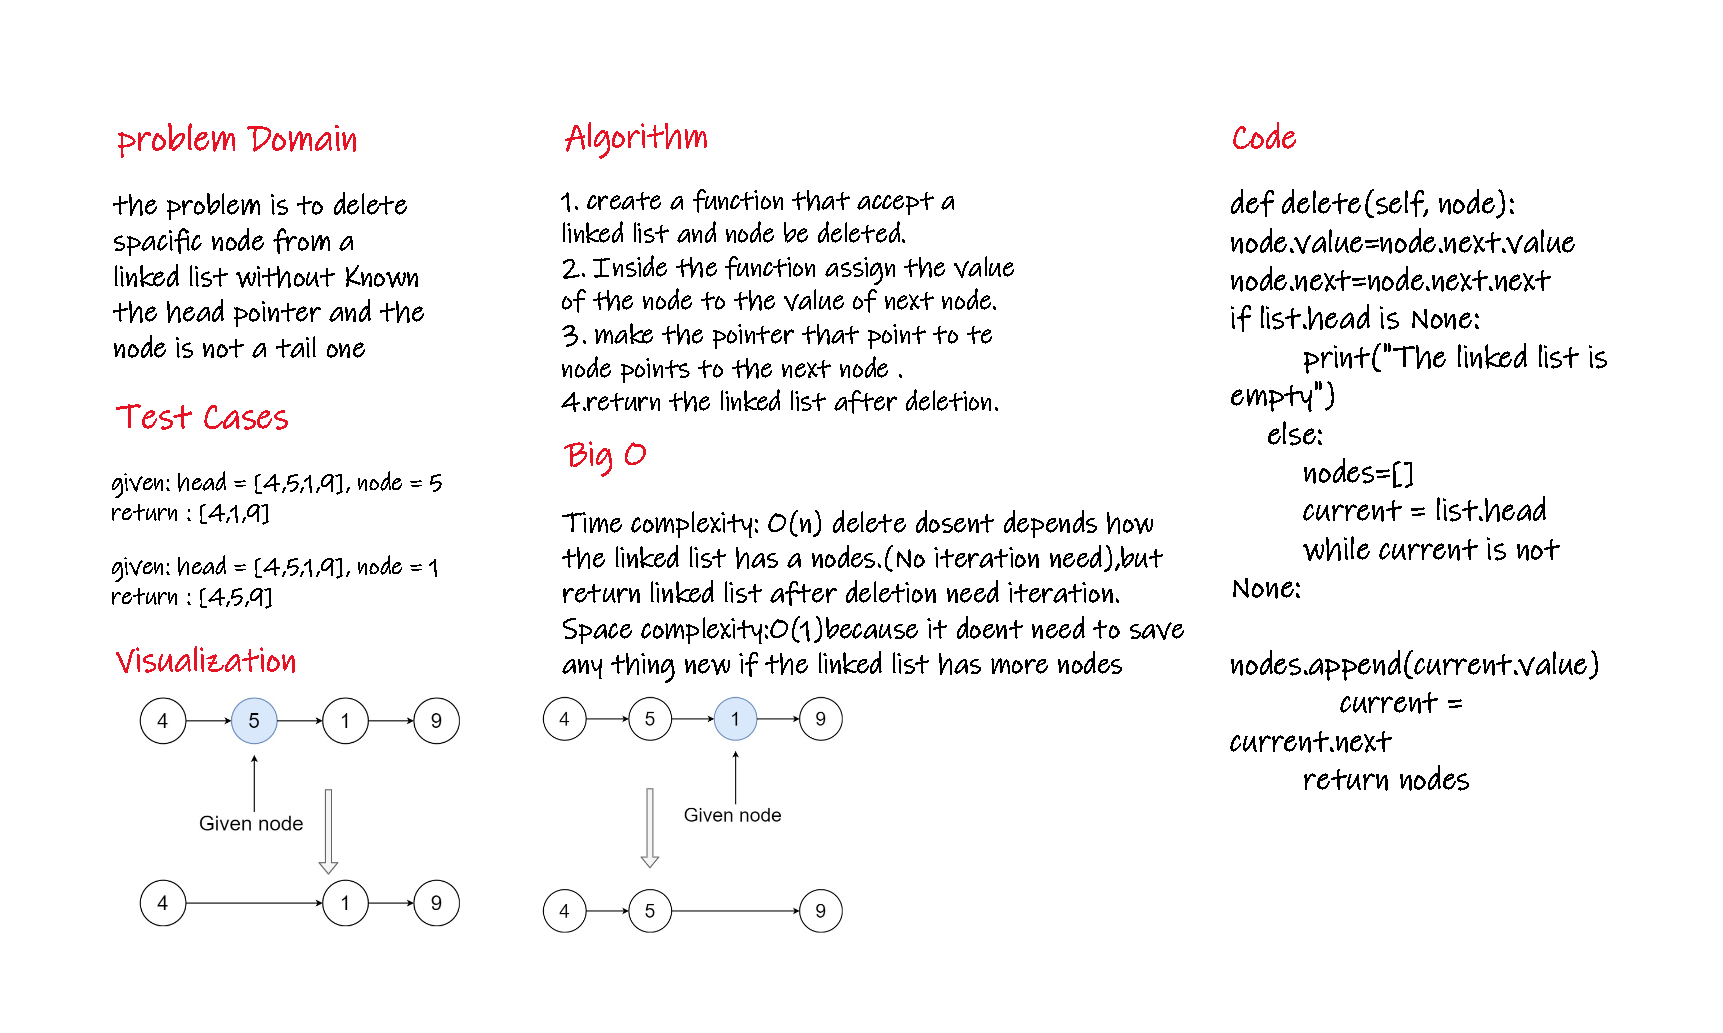 problem Domain
the problem is to delete
spacific node from a
linked list without Known
the head pointer and the
node is not a tail one
Test Cases
given: head = [4,5,1,9], node = 5
return : [4,1,9]
given: head = [4,5,1,9], node = 1
return : [4,5,9]
Visualization
4 5 1 9
Given node
4 1 9
Algorithm
1. create a function that accept a
linked list and node be deleted.
2. Inside the function assign the value
of the node to the value of next node.
3. make the pointer that point to te
node points to the next node .
4.return the linked list after deletion.
Big O
Time complexity: O(n) delete dosent depends how
the linked list has a nodes.(No iteration need),but
return linked list after deletion need iteration.
Space complexity:O(1)because it doent need to save
any thing new if the linked list has more nodes
4 5 1 9
Given node
4 5 9
Code
def delete(self, node):
node.value=node.next.value
node.next=node.next.next
if list.head is None:
print("The linked list is
empty")
else:
nodes=[]
current = list.head
while current is not
None:
nodes.append(current.value)
current =
current.next
return nodes